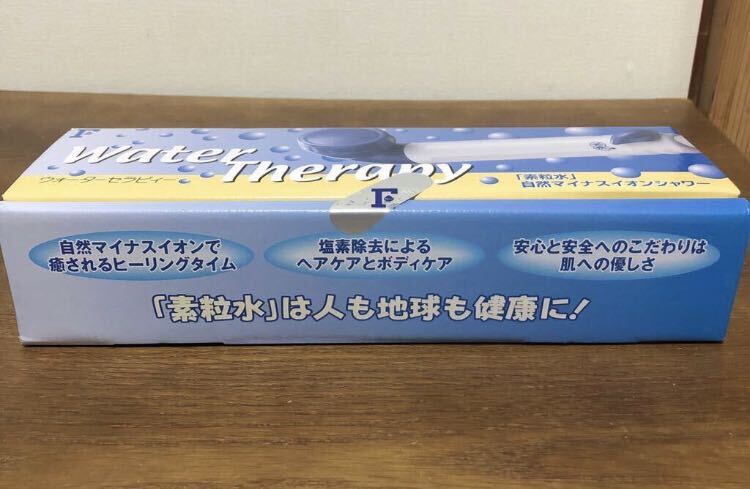 F
Water
Therapy
ウォーターセラピィー
「素粒水」
自然マイナスイオンシャワー
F
自然マイナスイオンで
癒されるヒーリングタイム
塩素除去による
ヘアケアとボディケア
安心と安全へのこだわりは
肌への優しさ
「素粒水」は人も地球も健康に!